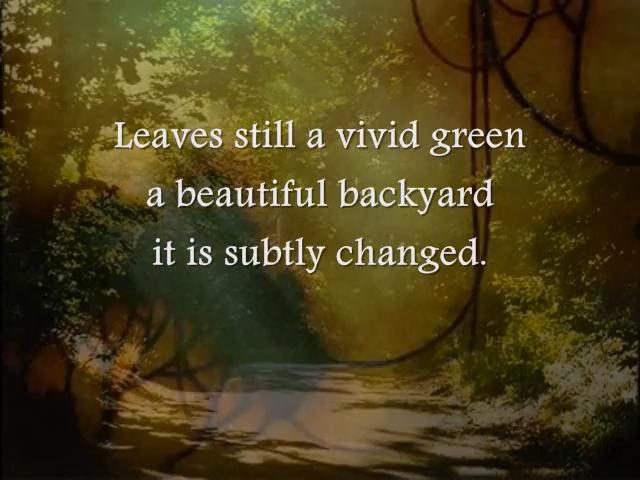 Leaves still a vivid green
a beautiful backyard
it is subtly changed.